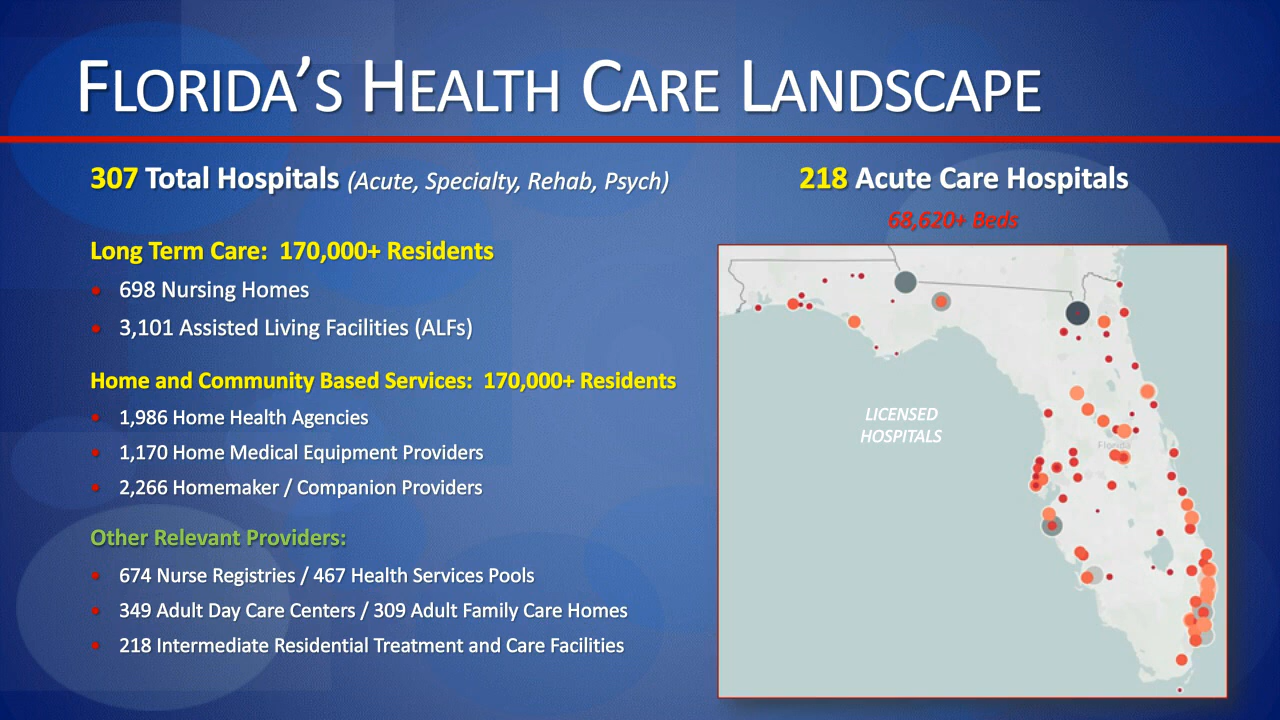 FLORIDA'S HEALTH CARE LANDSCAPE
307 Total Hospitals (Acute, Specialty, Rehab, Psych)
Long Term Care: 170,000+ Residents
• 698 Nursing Homes
• 3,101 Assisted Living Facilities (ALFs)
Home and Community Based Services: 170,000+ Residents
• 1,986 Home Health Agencies
• 1,170 Home Medical Equipment Providers
• 2,266 Homemaker / Companion Providers
Other Relevant Providers:
• 674 Nurse Registries / 467 Health Services Pools
• 349 Adult Day Care Centers / 309 Adult Family Care Homes
• 218 Intermediate Residential Treatment and Care Facilities
218 Acute Care Hospitals
68,620+ Beds
LICENSED
HOSPITALS
Florida